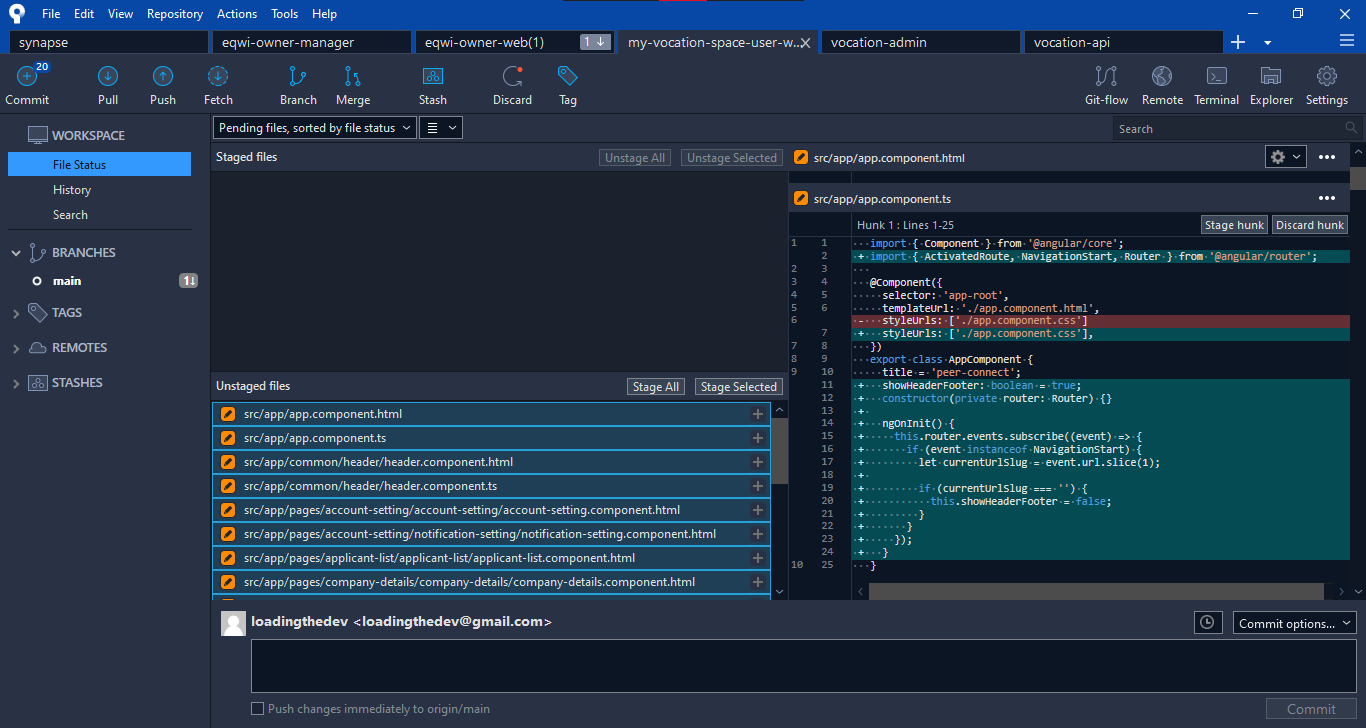 File Edit View Repository Actions Tools Help
synapse eqwi-owner-manager eqwi-owner-web(1) 1 ↓ my-vocation-space-user-w... vocation-admin vocation-api
20
Commit Pull Push Fetch Branch Merge Stash Discard Tag Git-flow Remote Terminal Explorer Settings
WORKSPACE
File Status
History
Search
BRANCHES
main 1↓
TAGS
REMOTES
STASHES
Pending files, sorted by file status
Search
Staged files Unstage All Unstage Selected
Unstaged files Stage All Stage Selected
src/app/app.component.html
src/app/app.component.ts
src/app/common/header/header.component.html
src/app/common/header/header.component.ts
src/app/pages/account-setting/account-setting/account-setting.component.html
src/app/pages/account-setting/notification-setting/notification-setting.component.html
src/app/pages/applicant-list/applicant-list/applicant-list.component.html
src/app/pages/company-details/company-details/company-details.component.html
src/app/app.component.html
src/app/app.component.ts
Hunk 1 : Lines 1-25 Stage hunk Discard hunk
1 1 import { Component } from '@angular/core';
2 + import { ActivatedRoute, NavigationStart, Router } from '@angular/router';
2 3
3 4 @Component({
4 5 selector: 'app-root',
5 6 templateUrl: './app.component.html',
6 - styleUrls: ['./app.component.css']
7 + styleUrls: ['./app.component.css'],
7 8 })
8 9 export class AppComponent {
9 10 title = 'peer-connect';
11 + showHeaderFooter: boolean = true;
12 + constructor(private router: Router) {}
13 +
14 + ngOnInit() {
15 + this.router.events.subscribe((event) => {
16 + if (event instanceof NavigationStart) {
17 + let currentUrlSlug = event.url.slice(1);
18 +
19 + if (currentUrlSlug === '') {
20 + this.showHeaderFooter = false;
21 + }
22 + }
23 + });
24 + }
10 25 }
loadingthedev <loadingthedev@gmail.com>
Commit options...
Push changes immediately to origin/main
Commit